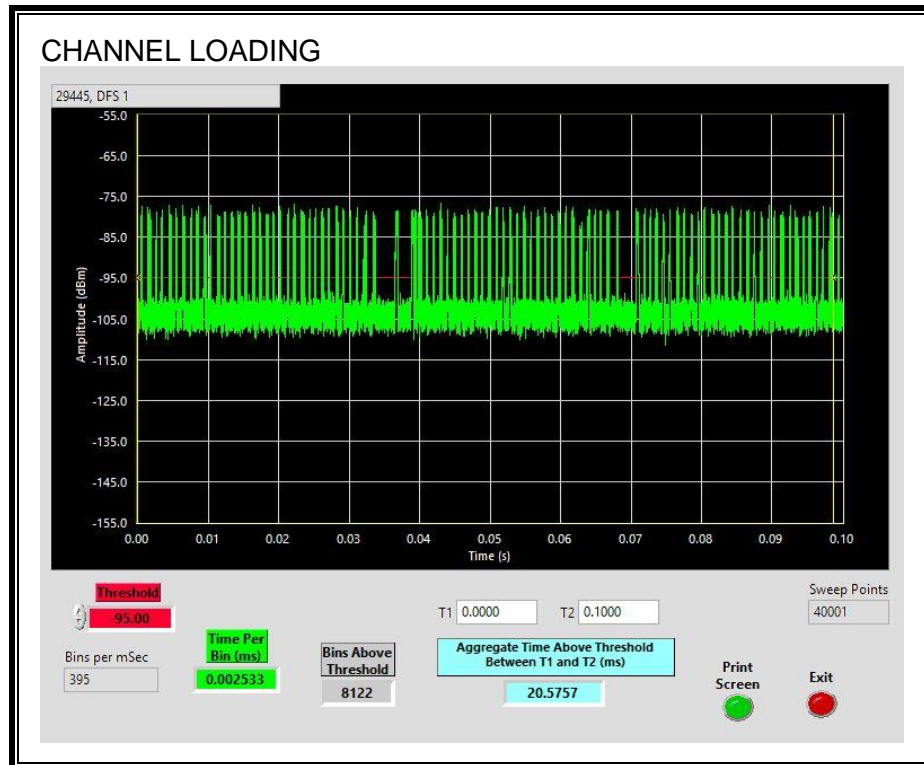 CHANNEL LOADING
29445, DFS 1
-55.0
-65.0
-75.0
-85.0
-95.0
-105.0
-115.0
-125.0
-135.0
-145.0
-155.0
Amplitude (dBm)
0.00 0.01 0.02 0.03 0.04 0.05 0.06 0.07 0.08 0.09 0.10
Time (s)
Threshold
-95.00
Bins per mSec
395
Time Per
Bin (ms)
0.002533
Bins Above
Threshold
8122
T1 0.0000 T2 0.1000
Aggregate Time Above Threshold
Between T1 and T2 (ms)
20.5757
Sweep Points
40001
Print
Screen
Exit